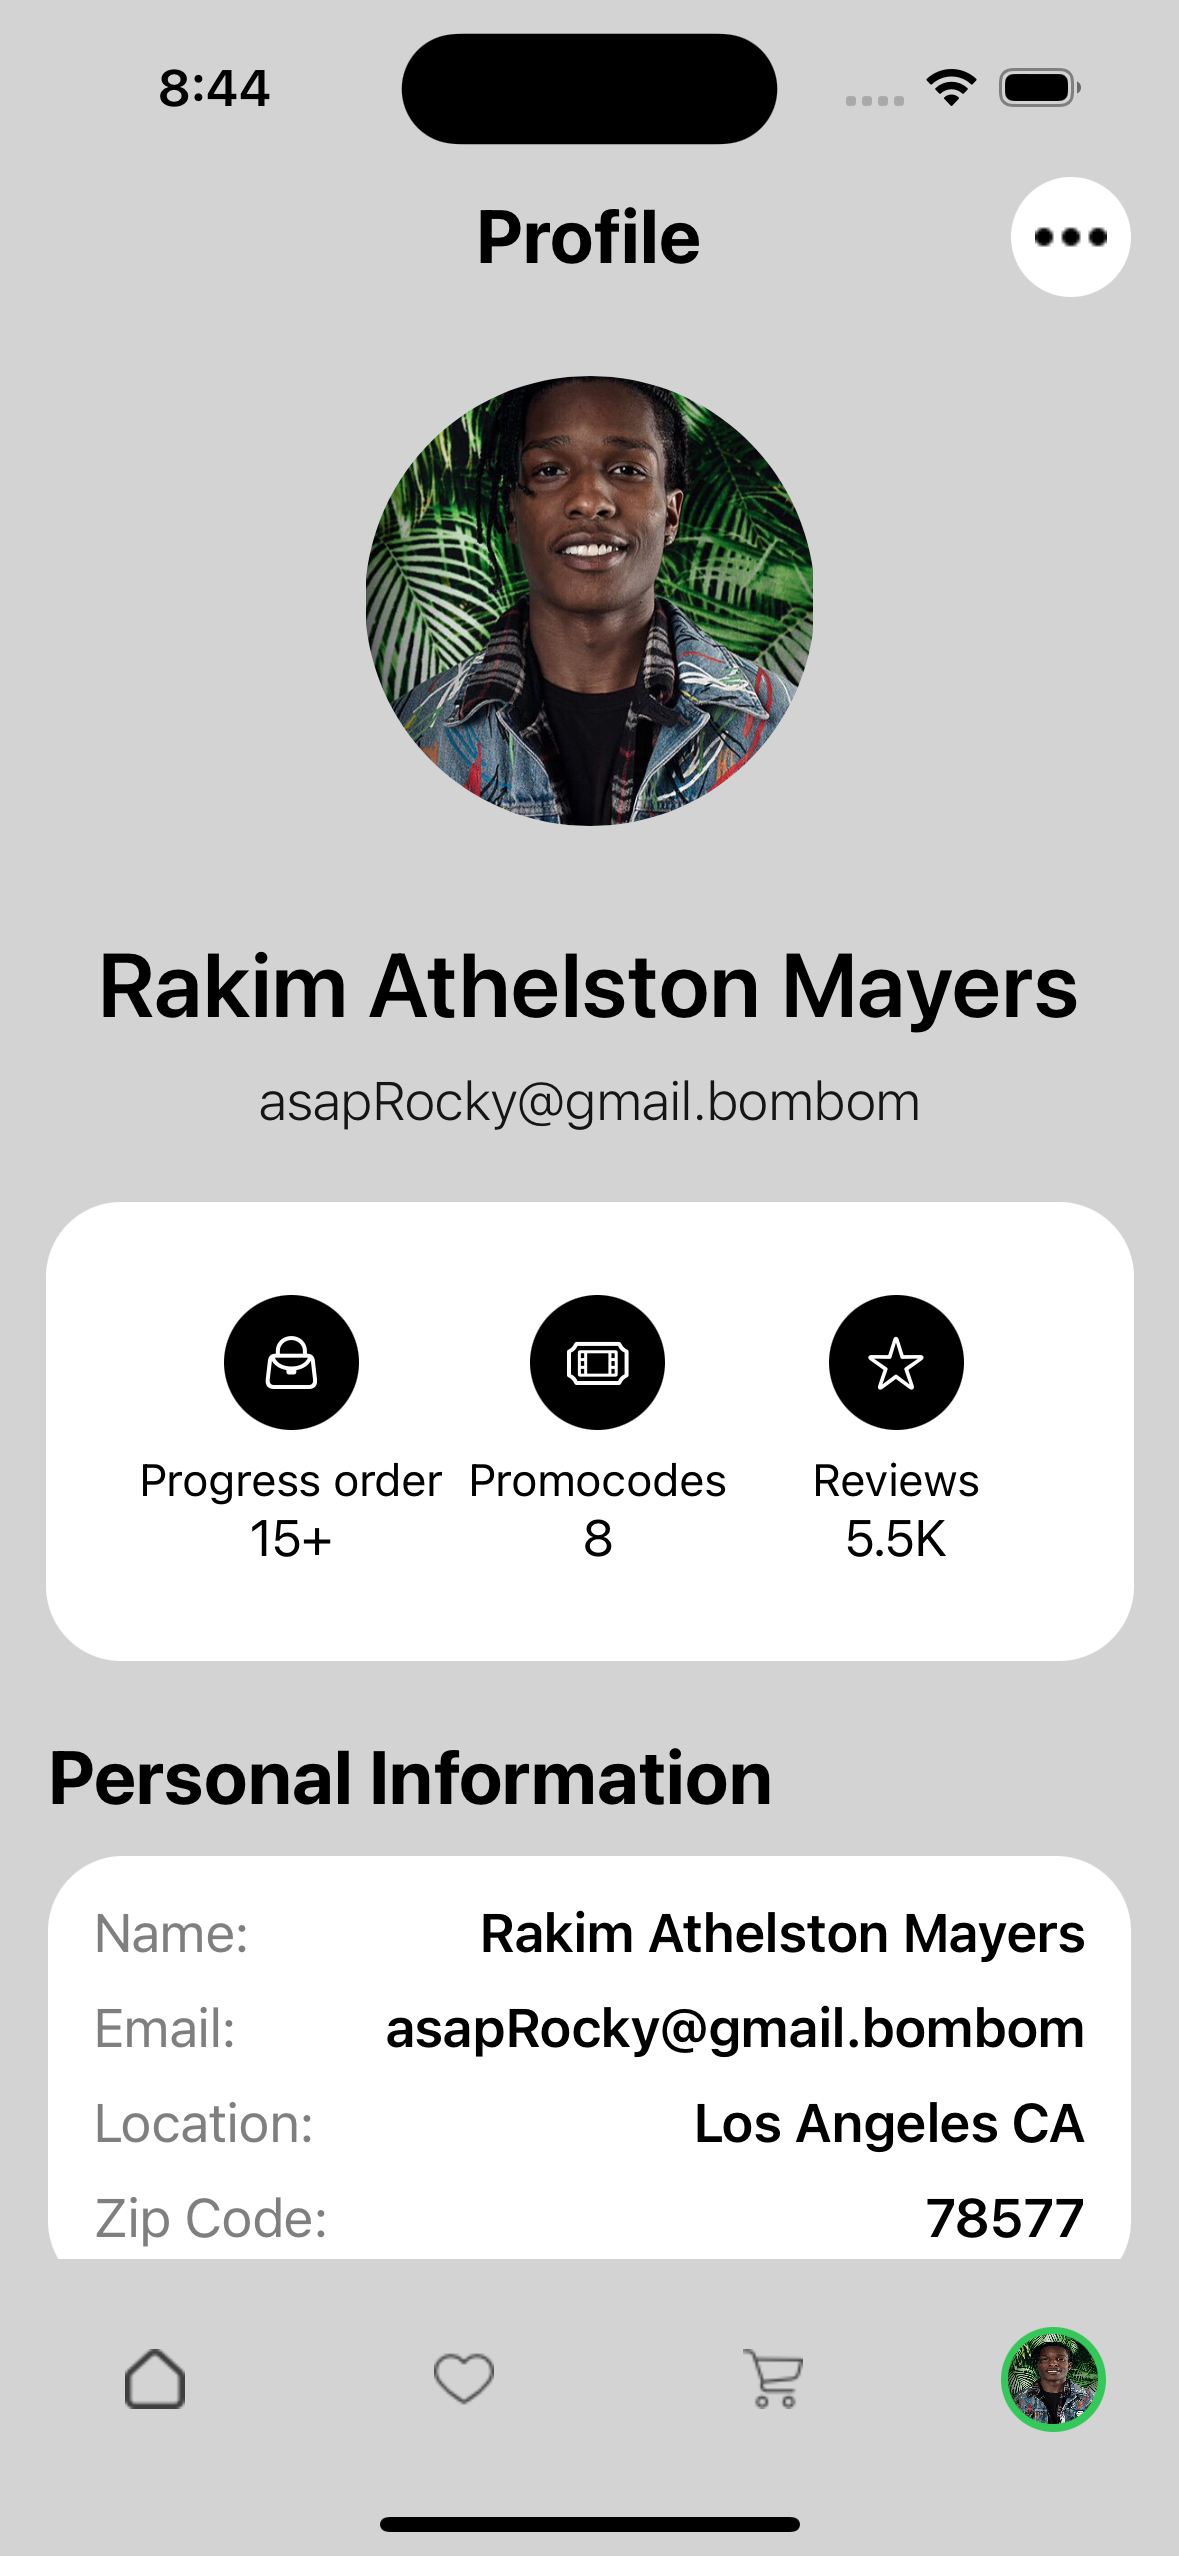 8:44
Profile
Rakim Athelston Mayers
asapRocky@gmail.bombom
Progress order Promocodes Reviews
15+ 8 5.5K
Personal Information
Name: Rakim Athelston Mayers
Email: asapRocky@gmail.bombom
Location: Los Angeles CA
Zip Code: 78577